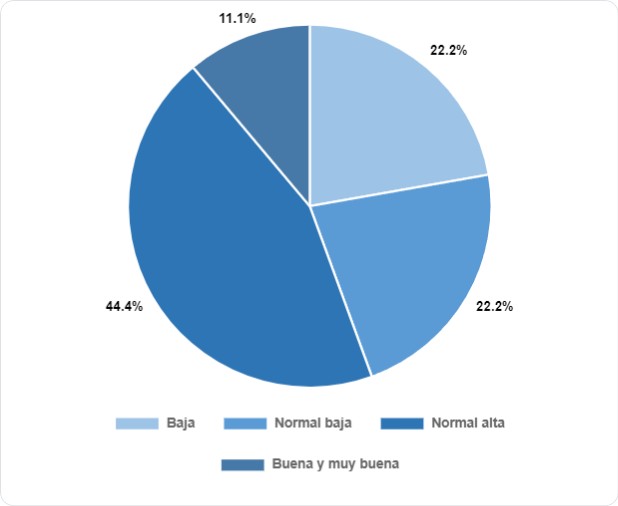 11.1%
22.2%
44.4%
22.2%
Baja Normal baja Normal alta
Buena y muy buena